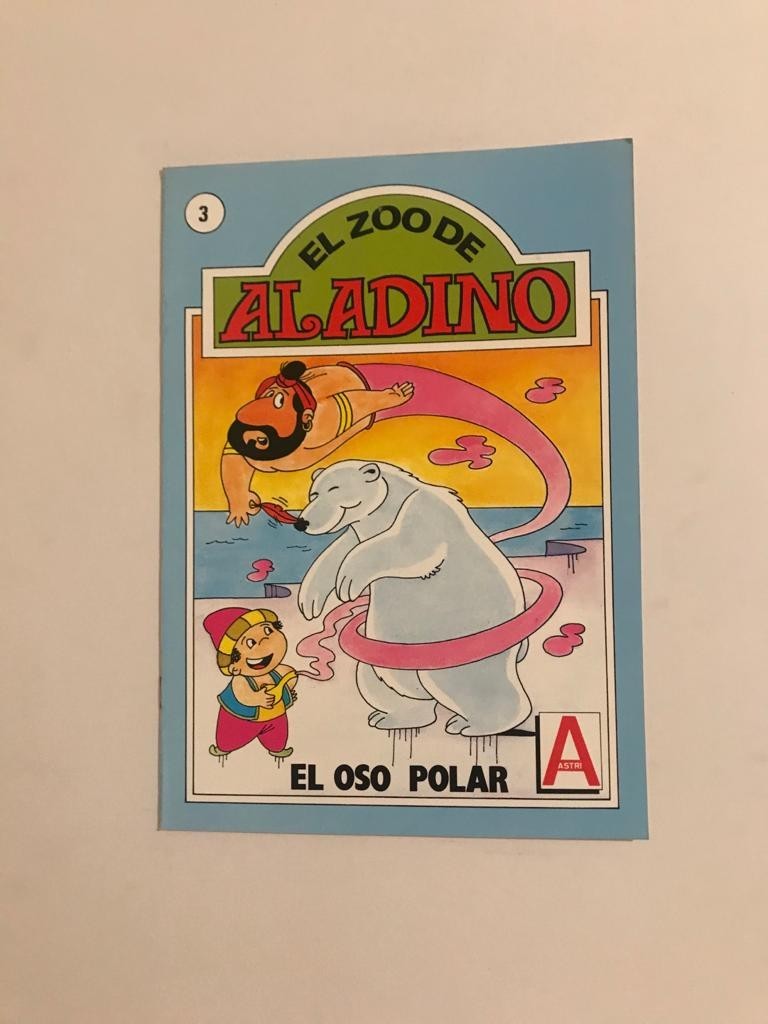 3
EL ZOO DE
ALADINO
EL OSO POLAR
A
ASTRI